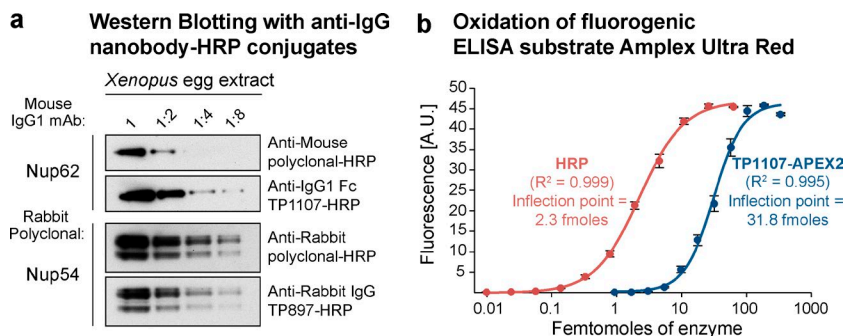 a
Western Blotting with anti-IgG
nanobody-HRP conjugates
Xenopus egg extract
Mouse
IgG1 mAb:
1
1:2
1:4
1:8
Nup62
Anti-Mouse
polyclonal-HRP
Anti-IgG1 Fc
TP1107-HRP
Rabbit
Polyclonal:
Nup54
Anti-Rabbit
polyclonal-HRP
Anti-Rabbit IgG
TP897-HRP
b
Oxidation of fluorogenic
ELISA substrate Amplex Ultra Red
Fluorescence [A.U.]
50
45
40
35
30
25
20
15
10
5
HRP
(R² = 0.999)
Inflection point =
2.3 fmoles
TP1107-APEX2
(R² = 0.995)
Inflection point =
31.8 fmoles
0.01
0.1
1
10
100
1000
Femtomoles of enzyme